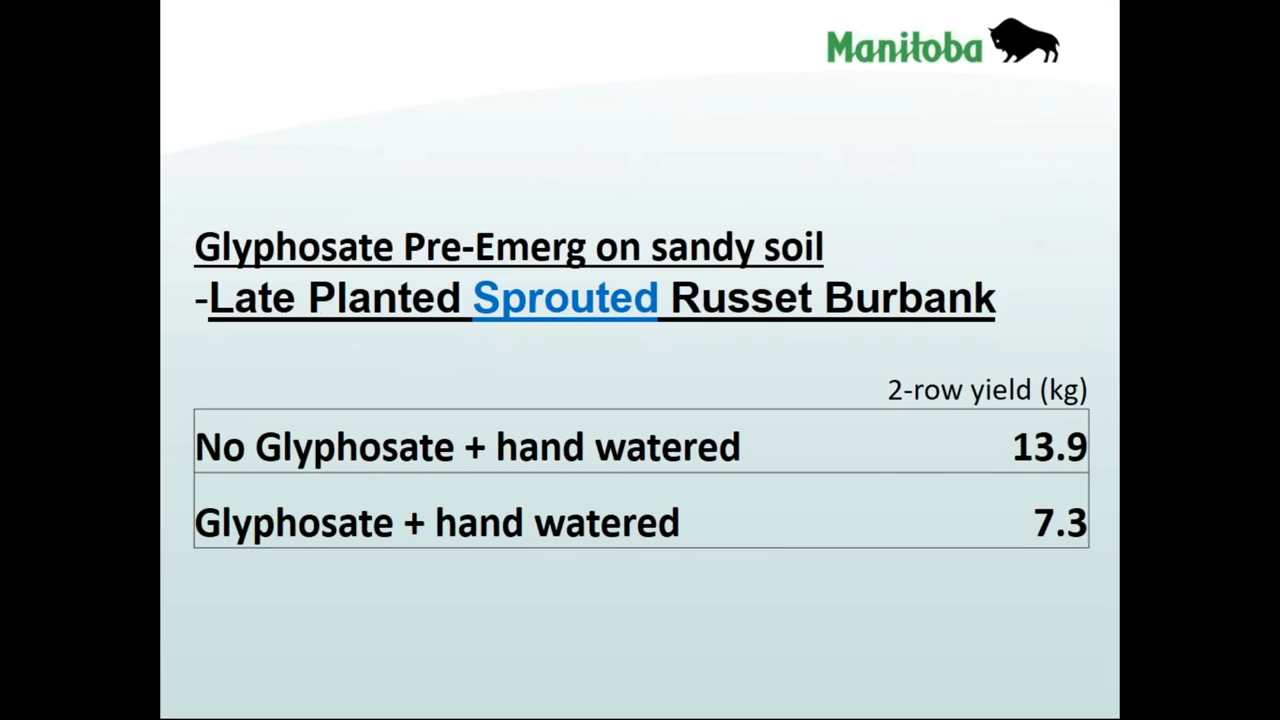 Manitoba
Glyphosate Pre-Emerg on sandy soil
-Late Planted Sprouted Russet Burbank
2-row yield (kg)
No Glyphosate + hand watered 13.9
Glyphosate + hand watered 7.3